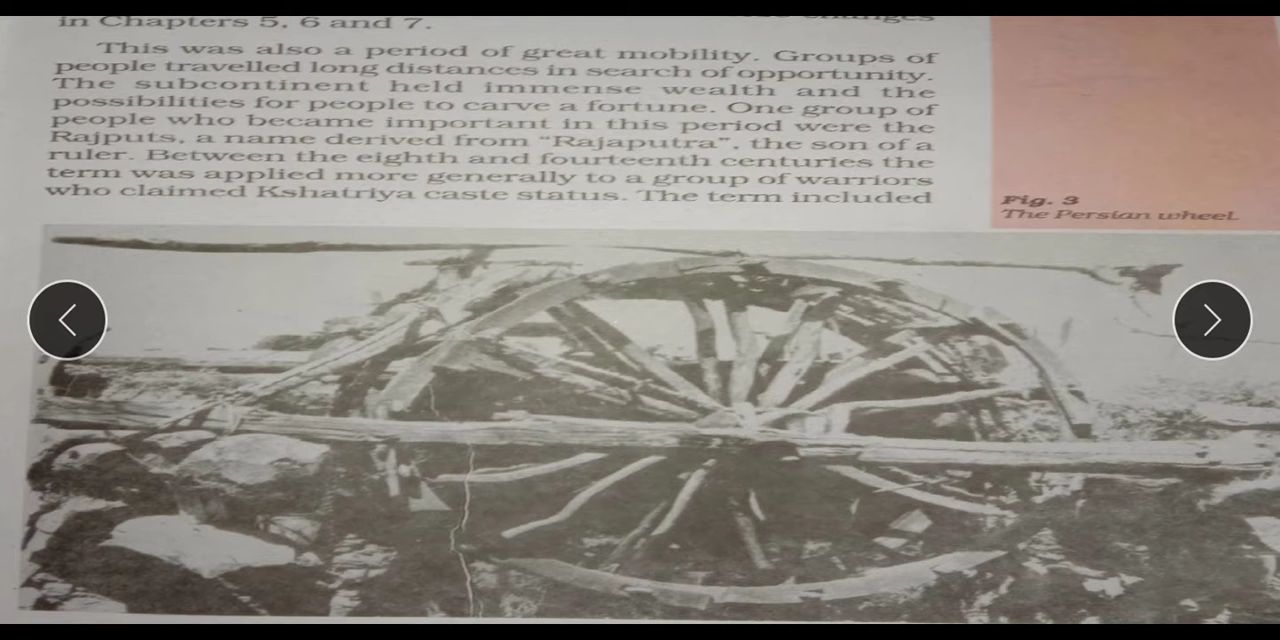 in Chapters 5, 6 and 7.
changes
This was also a period of great mobility. Groups of
people travelled long distances in search of opportunity.
The subcontinent held immense wealth and the
possibilities for people to carve a fortune. One group of
people who became important in this period were the
Rajputs, a name derived from “Rajaputra”, the son of a
ruler. Between the eighth and fourteenth centuries the
term was applied more generally to a group of warriors
who claimed Kshatriya caste status. The term included
Fig. 3
The Persian wheel.